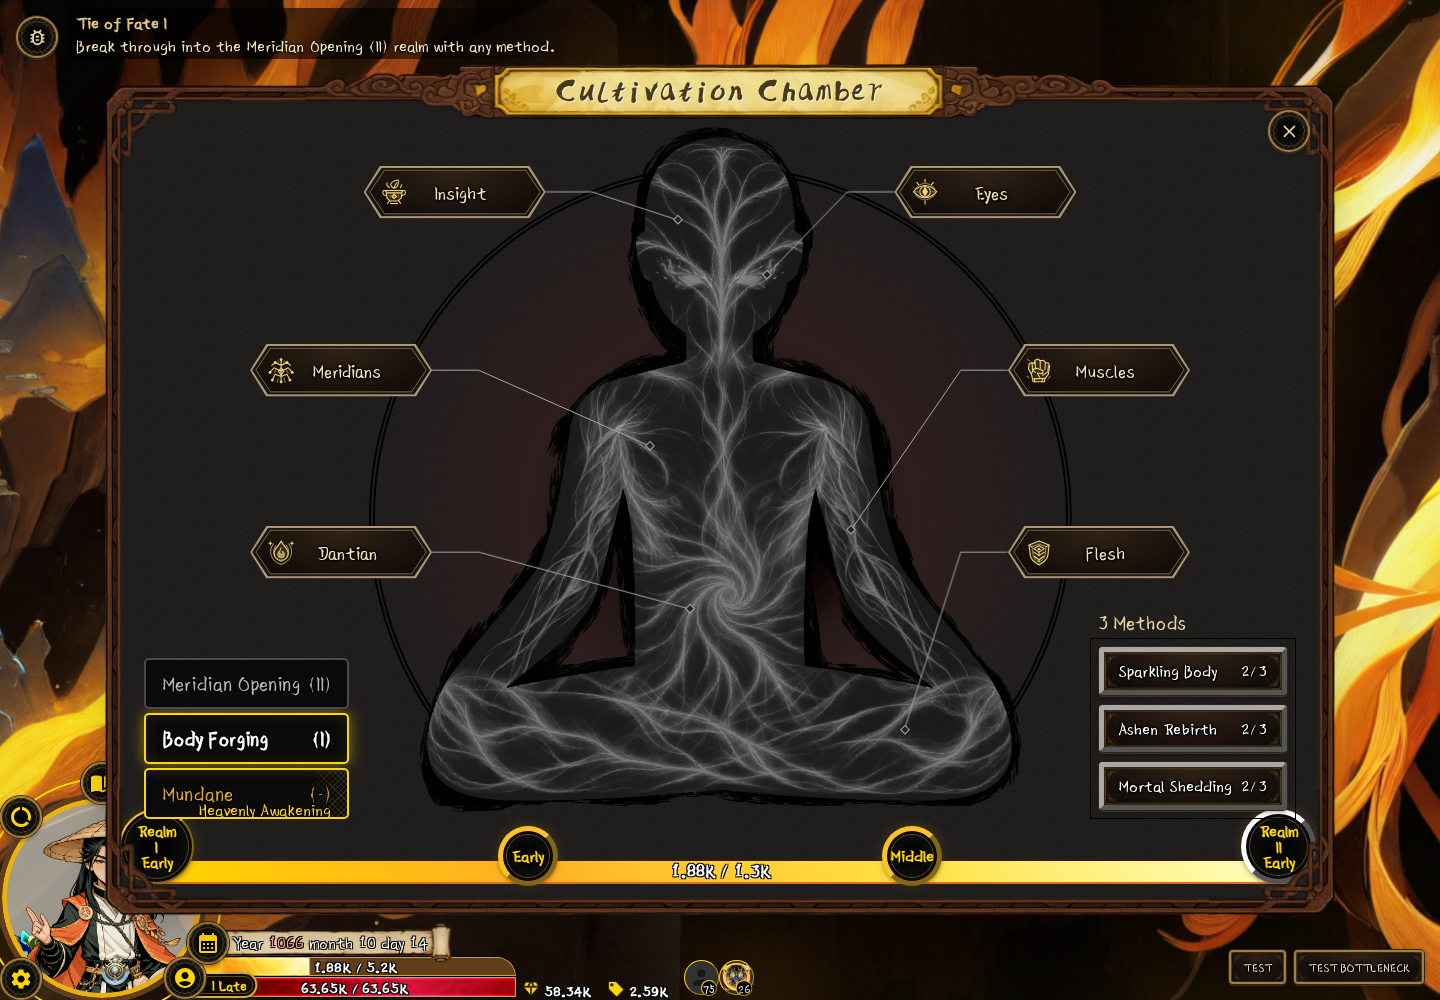 Tie of Fate I
Break through into the Meridian Opening (II) realm with any method.
Cultivation Chamber
Insight
Eyes
Meridians
Muscles
Dantian
Flesh
3 Methods
Sparkling Body 2/3
Ashen Rebirth 2/3
Mortal Shedding 2/3
Meridian Opening (II)
Body Forging (I)
Mundane (-)
Heavenly Awakening
Realm
I
Early
Early
1.88K / 1.3K
Middle
Realm
II
Early
Year 1066 month 10 day 14
1.88K / 5.2K
I Late
63.65K / 63.65K
58.34K
2.59K
75
26
TEST
TEST BOTTLENECK